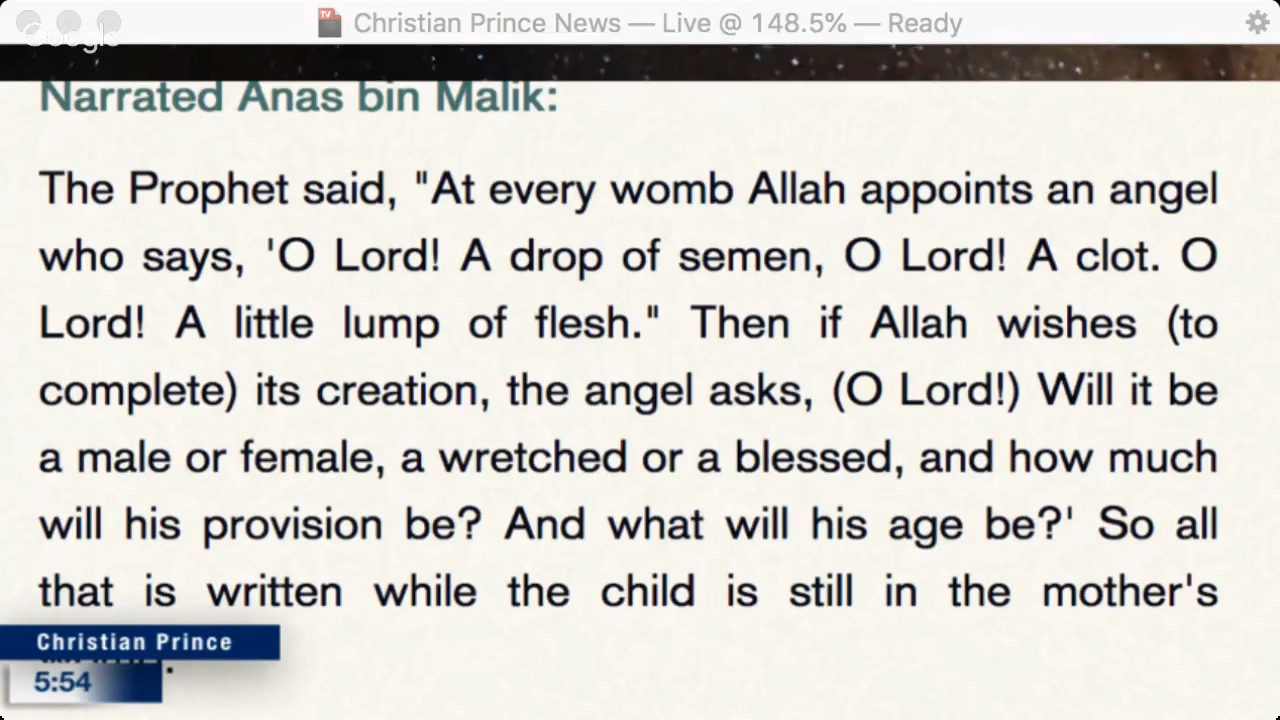 Christian Prince News — Live @ 148.5% — Ready
Google
Narrated Anas bin Malik:
The Prophet said, "At every womb Allah appoints an angel
who says, 'O Lord! A drop of semen, O Lord! A clot. O
Lord! A little lump of flesh." Then if Allah wishes (to
complete) its creation, the angel asks, (O Lord!) Will it be
a male or female, a wretched or a blessed, and how much
will his provision be? And what will his age be?' So all
that is written while the child is still in the mother's
Christian Prince
5:54